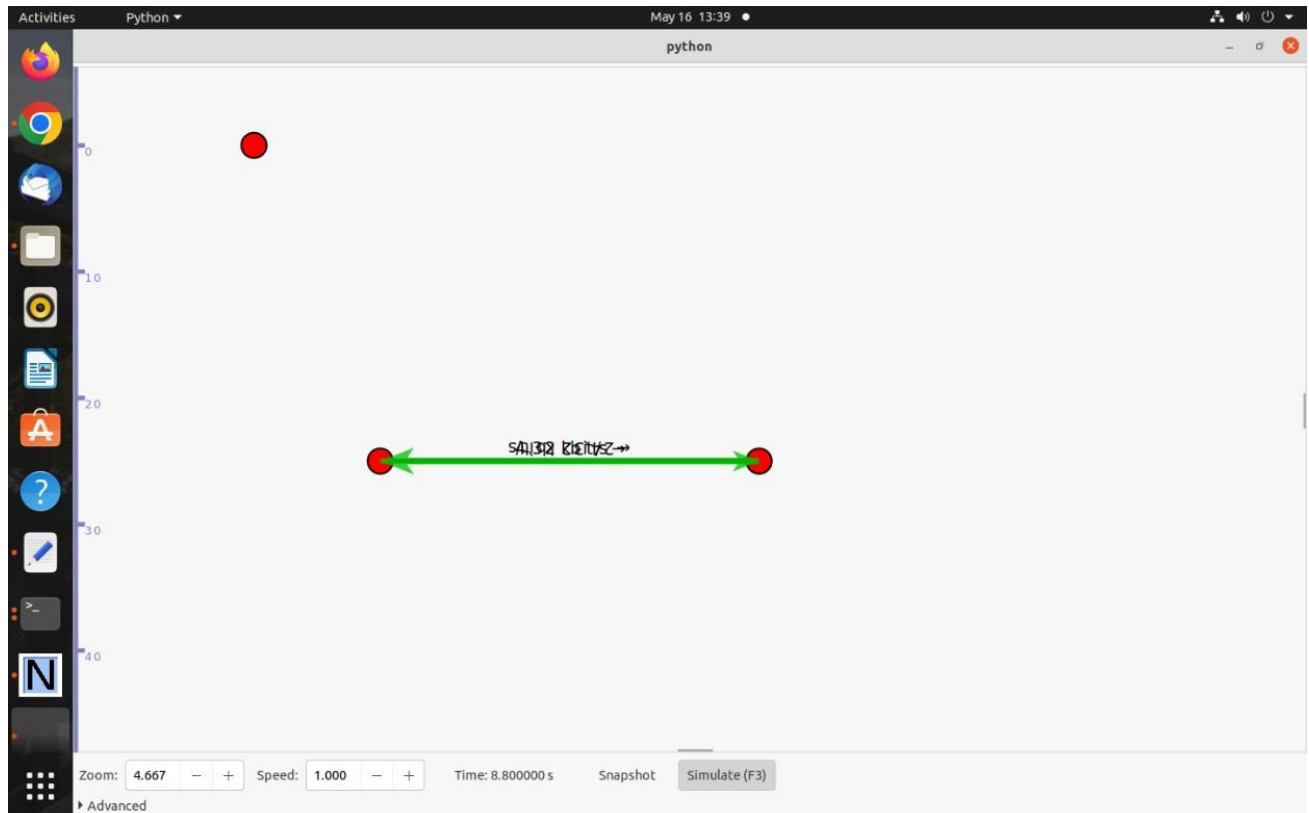 Activities Python May 16 13:39
python
0
10
20
30
40
Zoom: 4.667 − + Speed: 1.000 − + Time: 8.800000 s Snapshot Simulate (F3)
Advanced